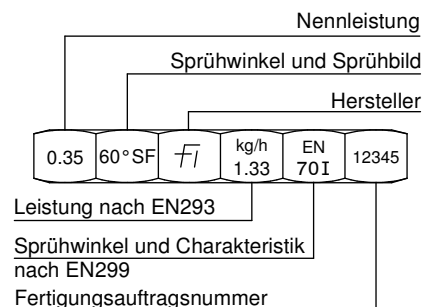 Nennleistung
Sprühwinkel und Sprühbild
Hersteller
0.35 60°SF FI kg/h 1.33 EN 70I 12345
Leistung nach EN293
Sprühwinkel und Charakteristik
nach EN299
Fertigungsauftragsnummer